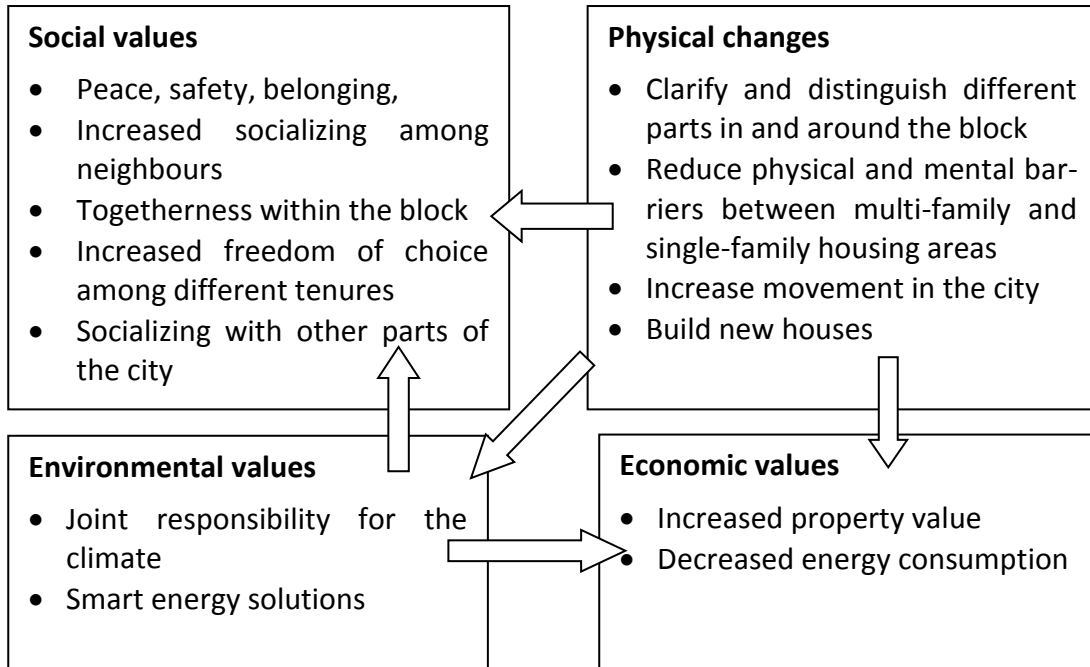 Social values
• Peace, safety, belonging,
• Increased socializing among
neighbours
• Togetherness within the block
• Increased freedom of choice
among different tenures
• Socializing with other parts of
the city
Physical changes
• Clarify and distinguish different
parts in and around the block
• Reduce physical and mental bar-
riers between multi-family and
single-family housing areas
• Increase movement in the city
• Build new houses
Environmental values
• Joint responsibility for the
climate
• Smart energy solutions
Economic values
• Increased property value
• Decreased energy consumption